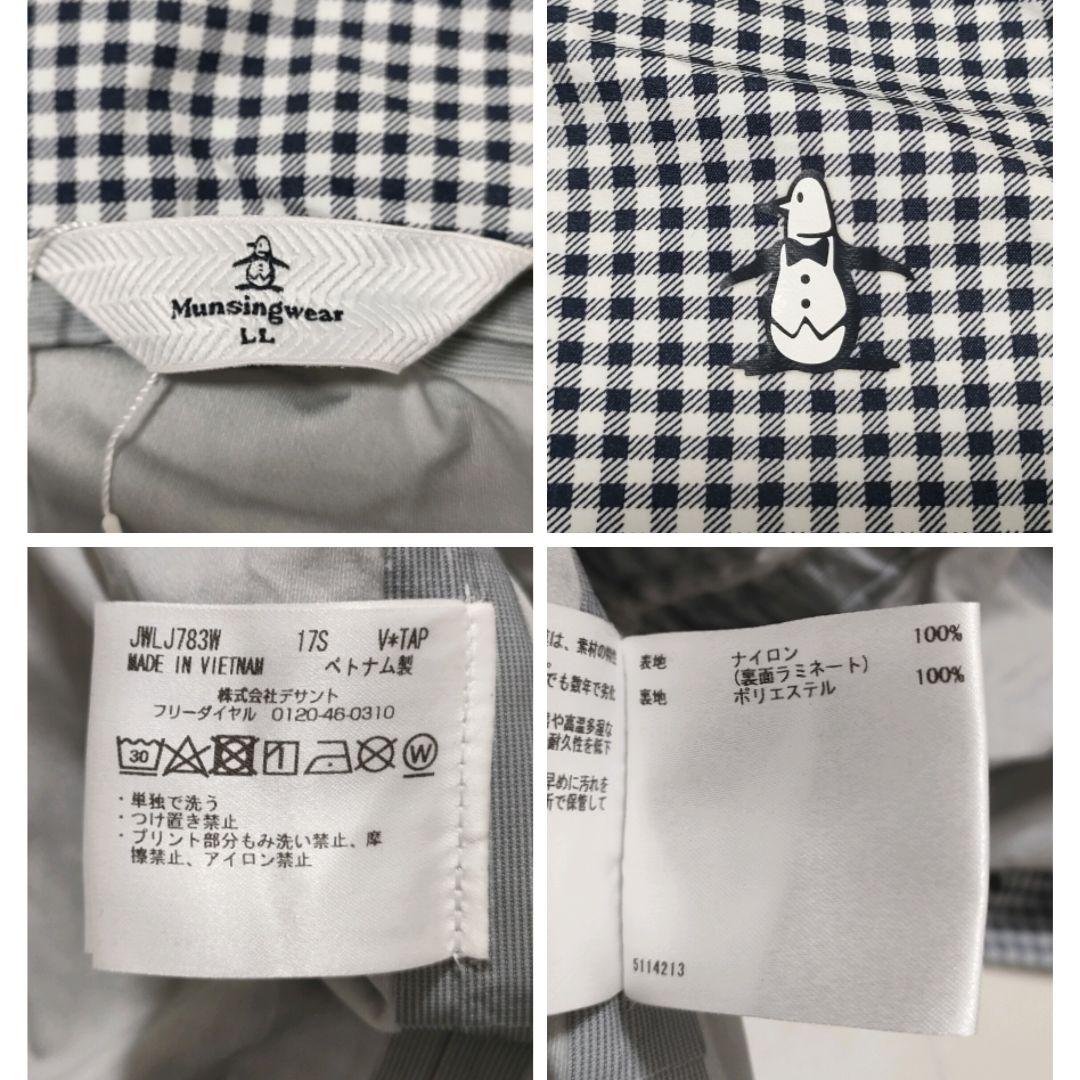 Munsingwear
LL
JWLJ783W 17S V*TAP
MADE IN VIETNAM ベトナム製
株式会社デサント
フリーダイヤル 0120-46-0310
30
W
・単独で洗う
・つけ置き禁止
・プリント部分もみ洗い禁止、摩
擦禁止、アイロン禁止
は、素材の特性
でも数年で劣化
や高温多湿な
耐久性を低下
早めに汚れを
所で保管して
表地 ナイロン 100%
(裏面ラミネート)
裏地 ポリエステル 100%
5114213